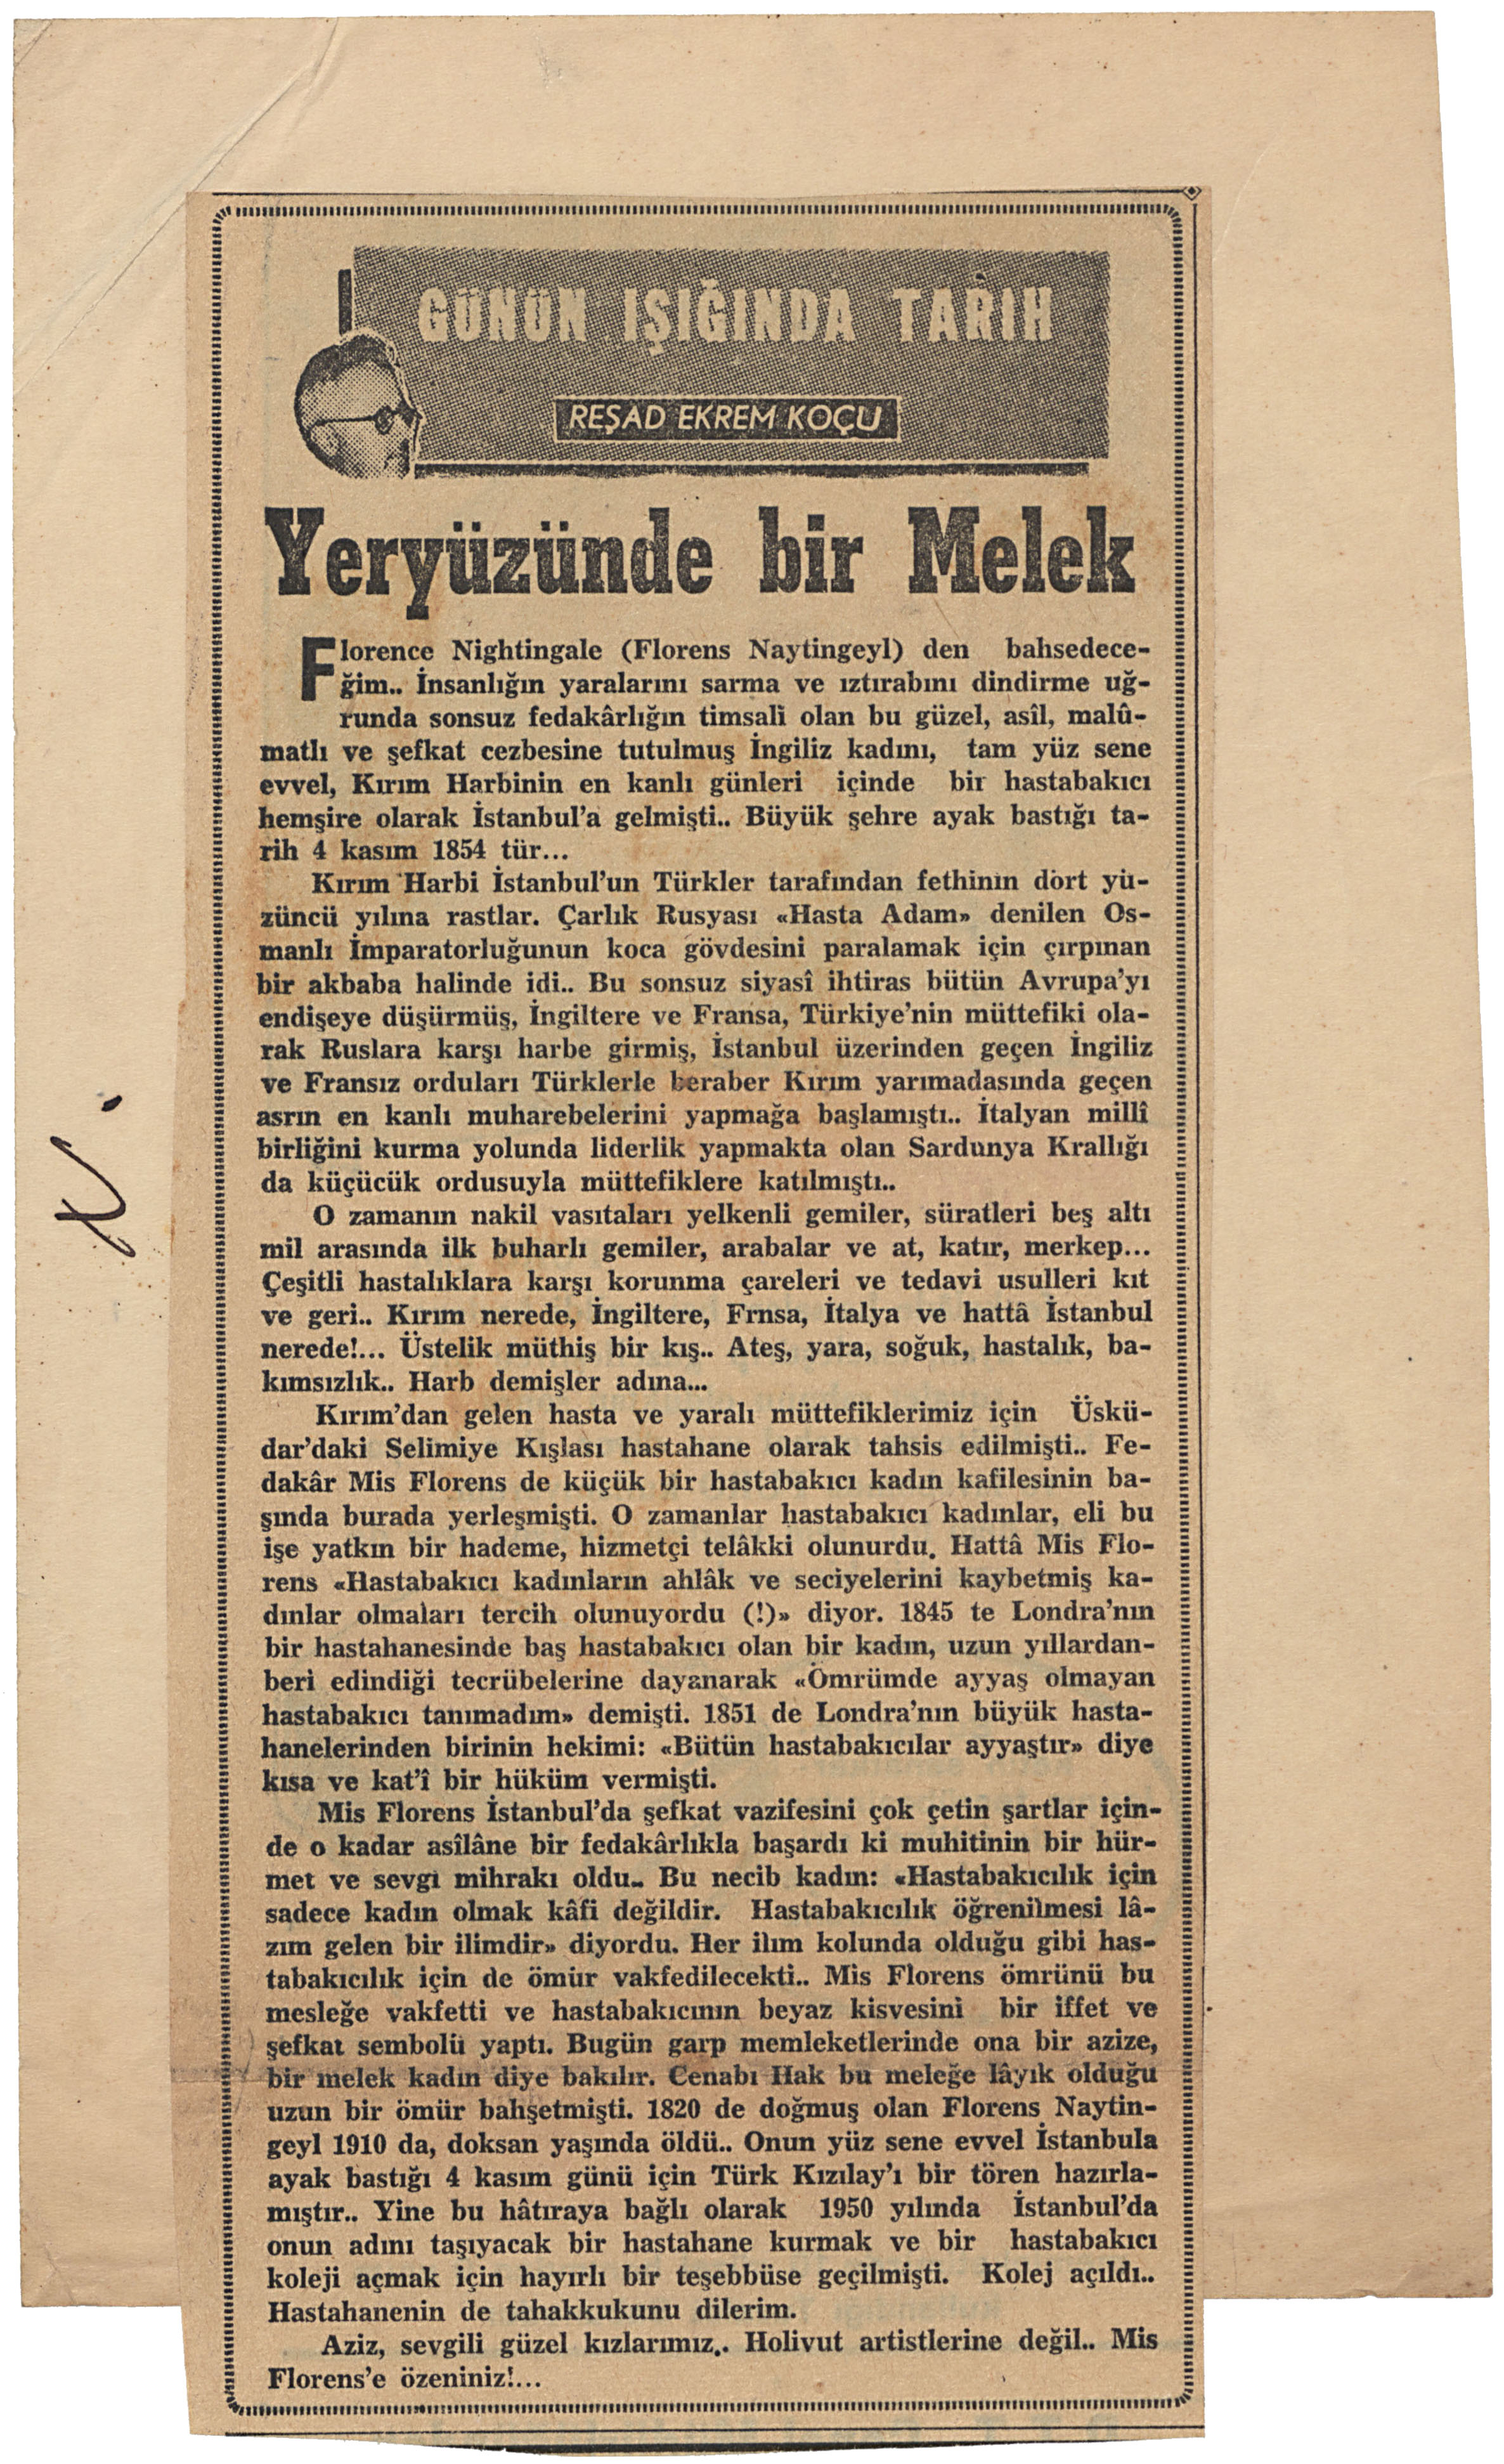 GÜNÜN IŞIĞINDA TARİH
REŞAD EKREM KOÇU
Yeryüzünde bir Melek
Florence Nightingale (Florens Naytingeyl) den bahsedece-
ğim.. İnsanlığın yaralarını sarma ve ıztırabını dindirme uğ-
runda sonsuz fedakârlığın timsali olan bu güzel, asîl, malû-
matlı ve şefkat cezbesine tutulmuş İngiliz kadını, tam yüz sene
evvel, Kırım Harbinin en kanlı günleri içinde bir hastabakıcı
hemşire olarak İstanbul'a gelmişti.. Büyük şehre ayak bastığı ta-
rih 4 kasım 1854 tür...
Kırım Harbi İstanbul'un Türkler tarafından fethinin dört yü-
züncü yılına rastlar. Çarlık Rusyası «Hasta Adam» denilen Os-
manlı İmparatorluğunun koca gövdesini paralamak için çırpınan
bir akbaba halinde idi.. Bu sonsuz siyasî ihtiras bütün Avrupa'yı
endişeye düşürmüş, İngiltere ve Fransa, Türkiye'nin müttefiki ola-
rak Ruslara karşı harbe girmiş, İstanbul üzerinden geçen İngiliz
ve Fransız orduları Türklerle beraber Kırım yarımadasında geçen
asrın en kanlı muharebelerini yapmağa başlamıştı.. İtalyan millî
birliğini kurma yolunda liderlik yapmakta olan Sardunya Krallığı
da küçücük ordusuyla müttefiklere katılmıştı..
O zamanın nakil vasıtaları yelkenli gemiler, süratleri beş altı
mil arasında ilk buharlı gemiler, arabalar ve at, katır, merkep...
Çeşitli hastalıklara karşı korunma çareleri ve tedavi usulleri kıt
ve geri.. Kırım nerede, İngiltere, Frnsa, İtalya ve hattâ İstanbul
nerede!... Üstelik müthiş bir kış.. Ateş, yara, soğuk, hastalık, ba-
kımsızlık.. Harb demişler adına...
Kırım'dan gelen hasta ve yaralı müttefiklerimiz için Üskü-
dar'daki Selimiye Kışlası hastahane olarak tahsis edilmişti.. Fe-
dakâr Mis Florens de küçük bir hastabakıcı kadın kafilesinin ba-
şında burada yerleşmişti. O zamanlar hastabakıcı kadınlar, eli bu
işe yatkın bir hademe, hizmetçi telâkki olunurdu. Hattâ Mis Flo-
rens «Hastabakıcı kadınların ahlâk ve seciyelerini kaybetmiş ka-
dınlar olmaları tercih olunuyordu (!)» diyor. 1845 te Londra'nın
bir hastahanesinde baş hastabakıcı olan bir kadın, uzun yıllardan-
beri edindiği tecrübelerine dayanarak «Ömrümde ayyaş olmayan
hastabakıcı tanımadım» demişti. 1851 de Londra'nın büyük hasta-
hanelerinden birinin hekimi: «Bütün hastabakıcılar ayyaştır» diye
kısa ve kat'î bir hüküm vermişti.
Mis Florens İstanbul'da şefkat vazifesini çok çetin şartlar için-
de o kadar asîlâne bir fedakârlıkla başardı ki muhitinin bir hür-
met ve sevgi mihrakı oldu.. Bu necib kadın: «Hastabakıcılık için
sadece kadın olmak kâfi değildir. Hastabakıcılık öğrenilmesi lâ-
zım gelen bir ilimdir» diyordu. Her ilim kolunda olduğu gibi has-
tabakıcılık için de ömür vakfedilecekti.. Mis Florens ömrünü bu
mesleğe vakfetti ve hastabakıcının beyaz kisvesini bir iffet ve
şefkat sembolü yaptı. Bugün garp memleketlerinde ona bir azize,
bir melek kadın diye bakılır. Cenabı Hak bu meleğe lâyık olduğu
uzun bir ömür bahşetmişti. 1820 de doğmuş olan Florens Naytin-
geyl 1910 da, doksan yaşında öldü.. Onun yüz sene evvel İstanbula
ayak bastığı 4 kasım günü için Türk Kızılay'ı bir tören hazırla-
mıştır.. Yine bu hâtıraya bağlı olarak 1950 yılında İstanbul'da
onun adını taşıyacak bir hastahane kurmak ve bir hastabakıcı
koleji açmak için hayırlı bir teşebbüse geçilmişti. Kolej açıldı..
Hastahanenin de tahakkukunu dilerim.
Aziz, sevgili güzel kızlarımız.. Holivut artistlerine değil.. Mis
Florens'e özeniniz!...